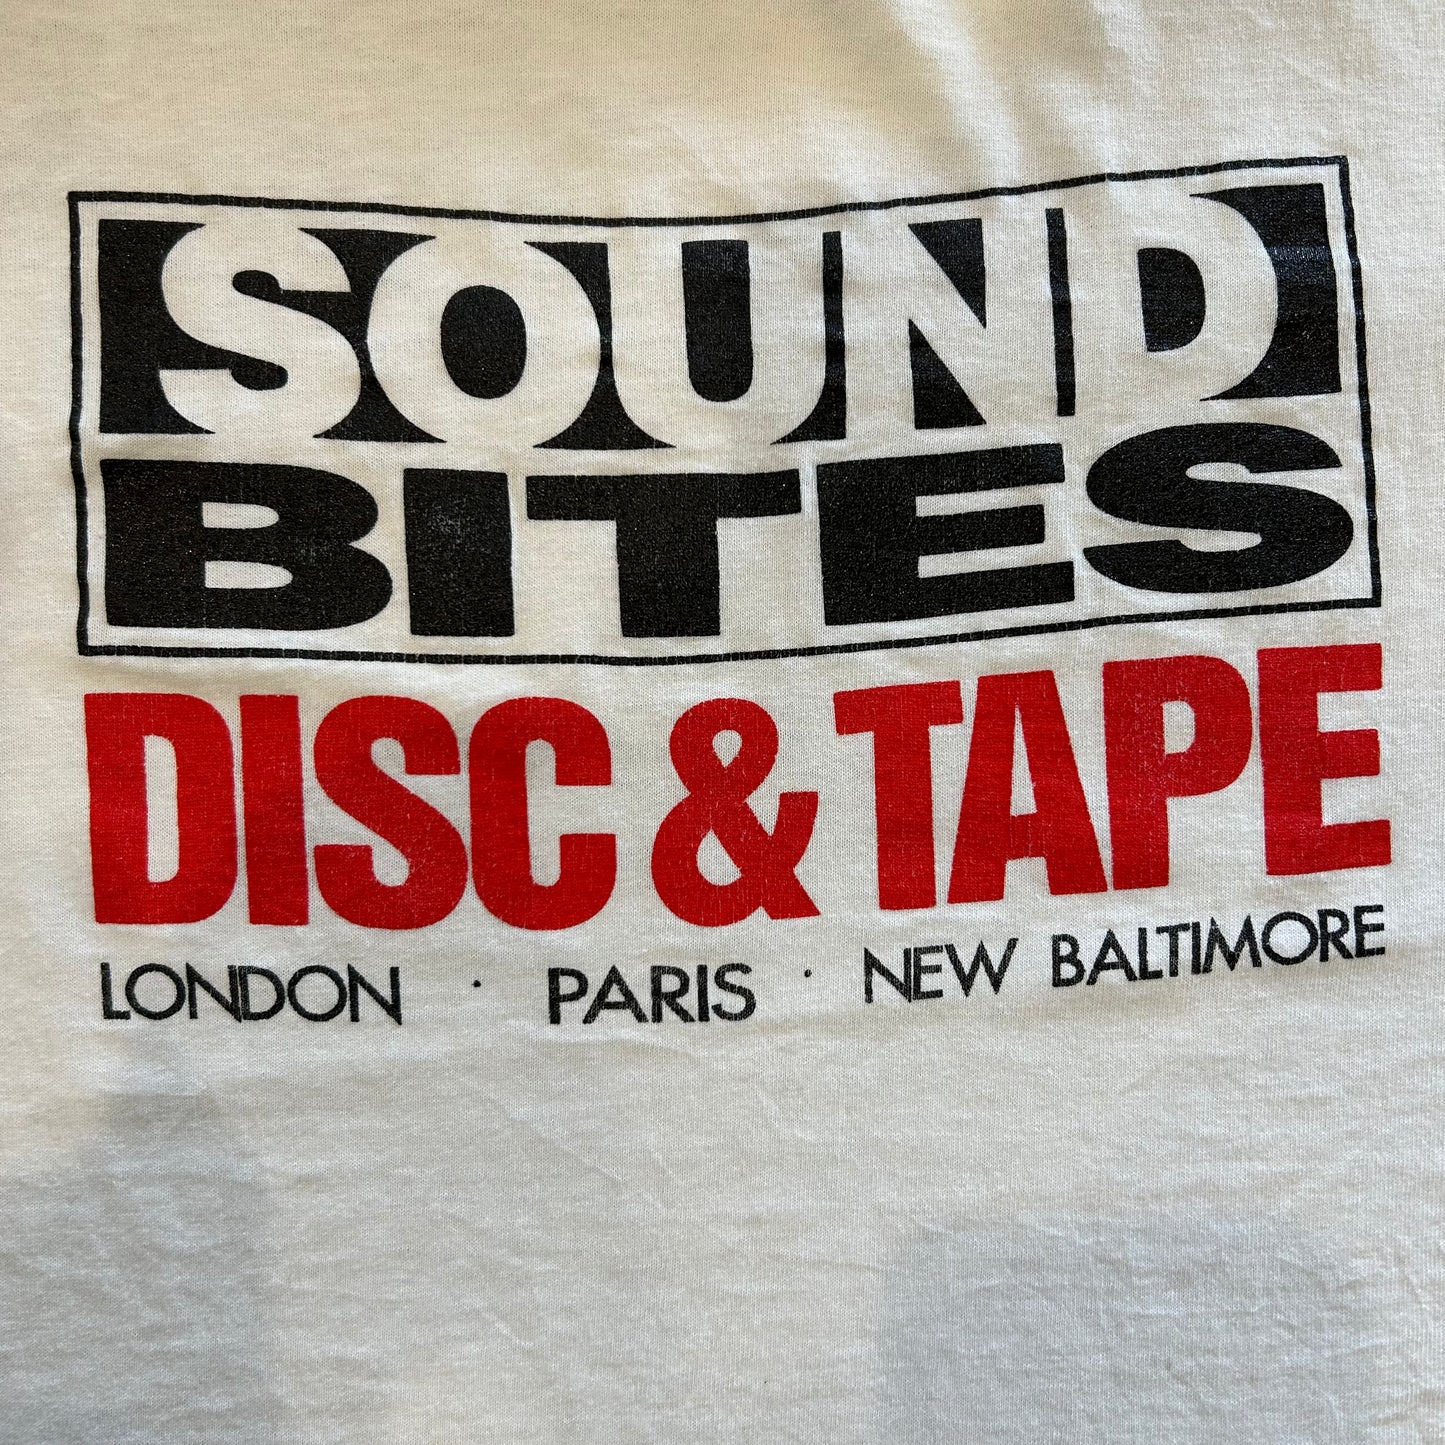 SOUND
BITES
DISC & TAPE
LONDON · PARIS · NEW BALTIMORE